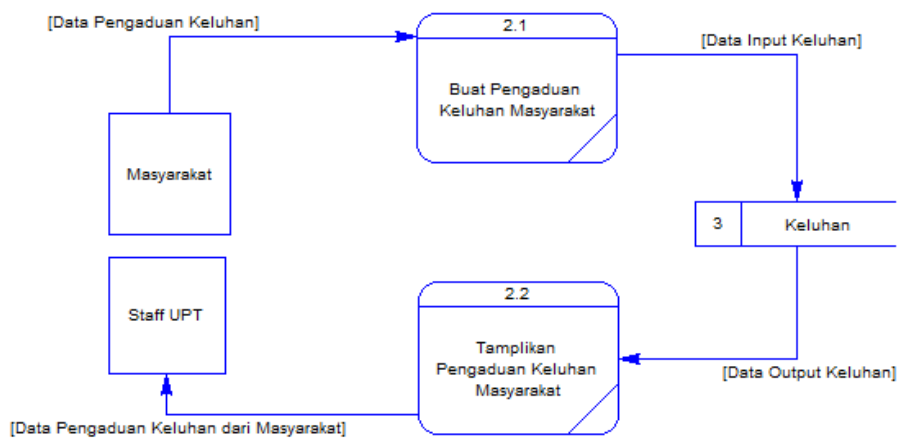 [Data Pengaduan Keluhan]
2.1
[Data Input Keluhan]
Buat Pengaduan
Keluhan Masyarakat
Masyarakat
3
Keluhan
Staff UPT
2.2
Tamplikan
Pengaduan Keluhan
Masyarakat
[Data Output Keluhan]
[Data Pengaduan Keluhan dari Masyarakat]